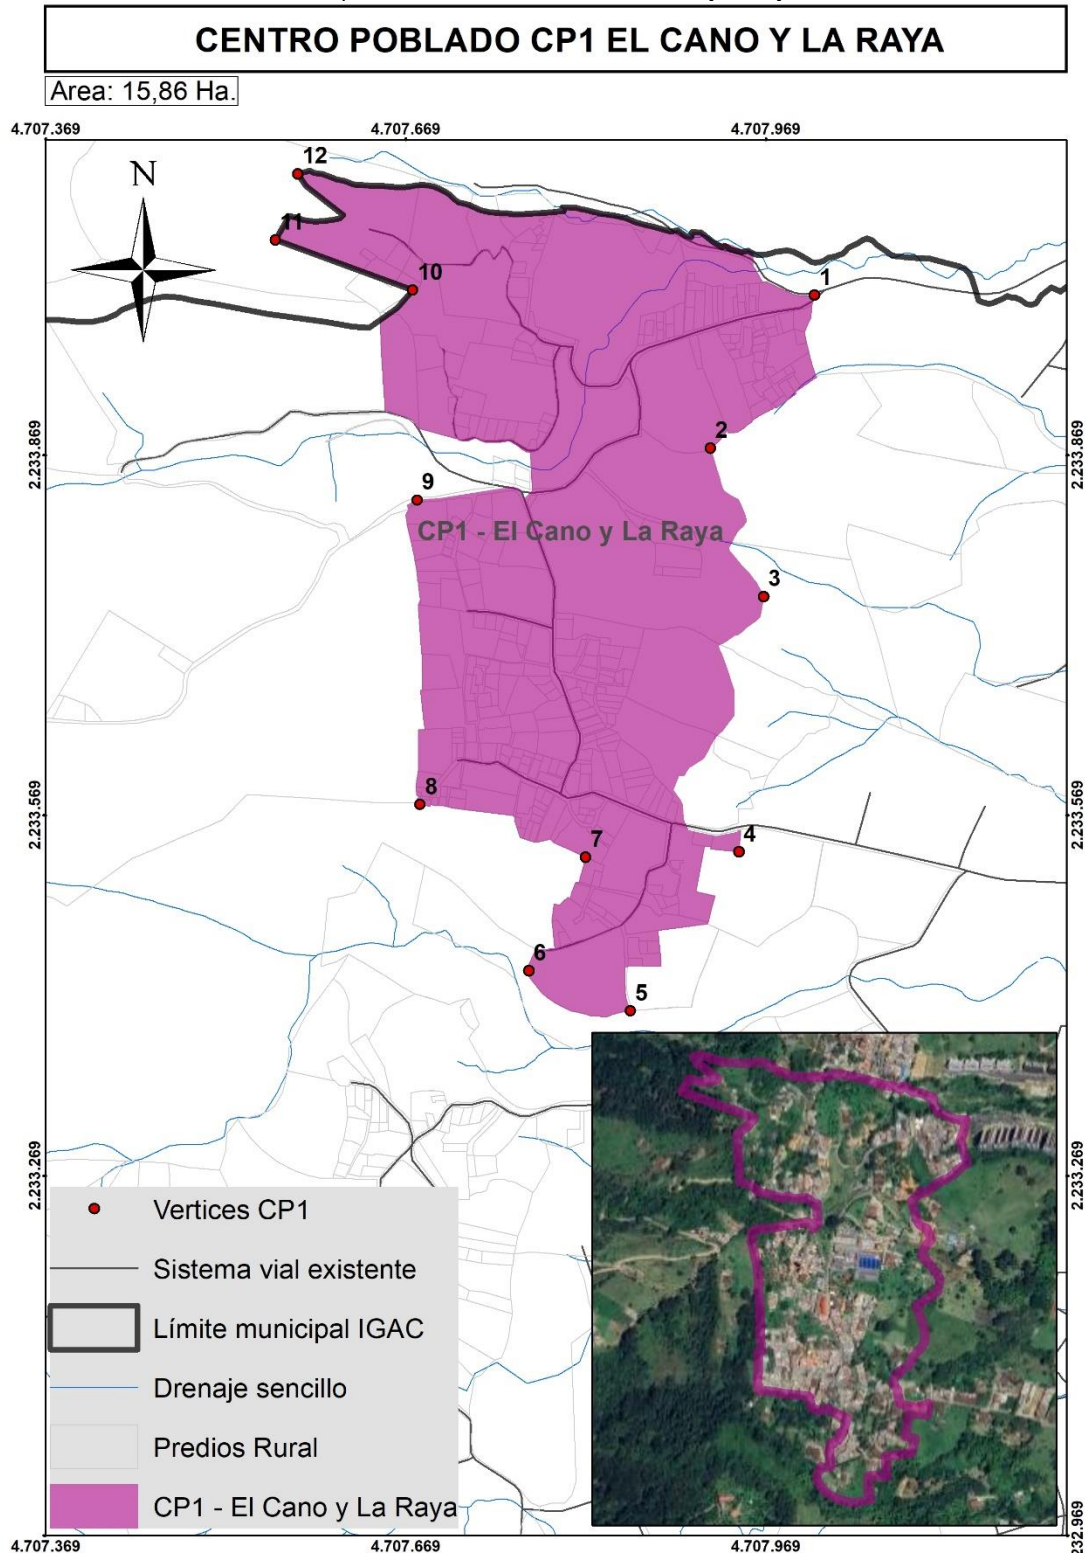 CENTRO POBLADO CP1 EL CANO Y LA RAYA
Area: 15,86 Ha.
4.707.369 4.707.669 4.707.969
12
N
11
10
1
2
2.233.869 2.233.869
9
CP1 - El Cano y La Raya
3
8
2.233.569 2.233.569
7
4
6
5
2.233.269 2.233.269
Vertices CP1
Sistema vial existente
Límite municipal IGAC
Drenaje sencillo
Predios Rural
CP1 - El Cano y La Raya
4.707.369 4.707.669 4.707.969